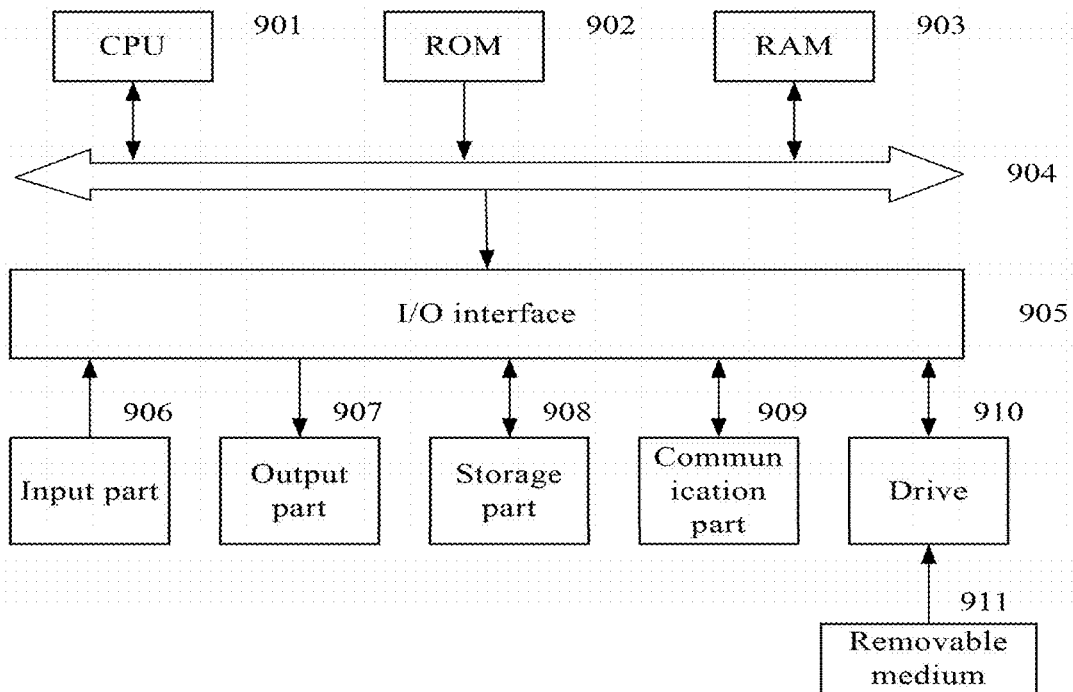 CPU 901
ROM 902
RAM 903
904
I/O interface 905
906
907
908
909
910
Input part
Output
part
Storage
part
Commun
ication
part
Drive
911
Removable
medium